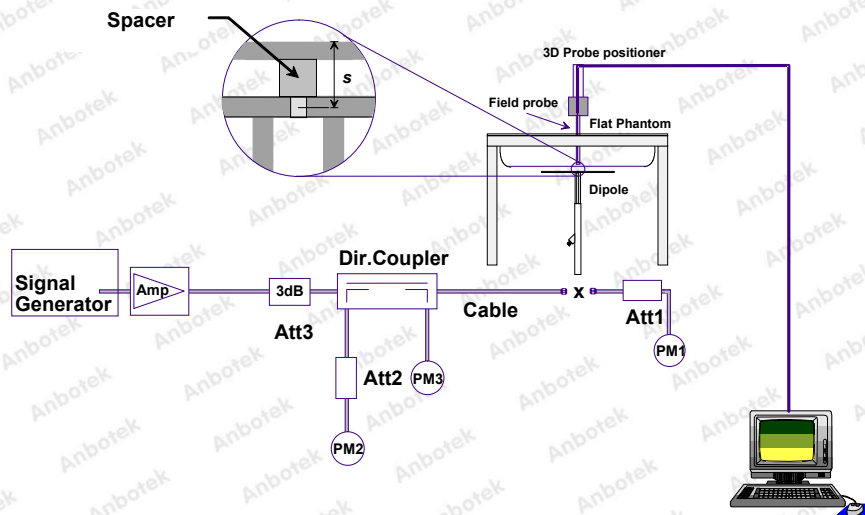 Spacer
s
3D Probe positioner
Field probe
Flat Phantom
Dipole
Signal
Generator
Amp
3dB
Att3
Dir.Coupler
Cable
x
Att1
PM1
Att2
PM3
PM2
Anbotek